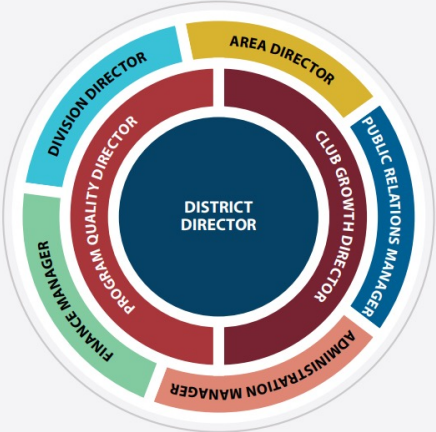 AREA DIRECTOR
DIVISION DIRECTOR
PUBLIC RELATIONS MANAGER
PROGRAM QUALITY DIRECTOR
CLUB GROWTH DIRECTOR
DISTRICT
DIRECTOR
FINANCE MANAGER
ADMINISTRATION MANAGER